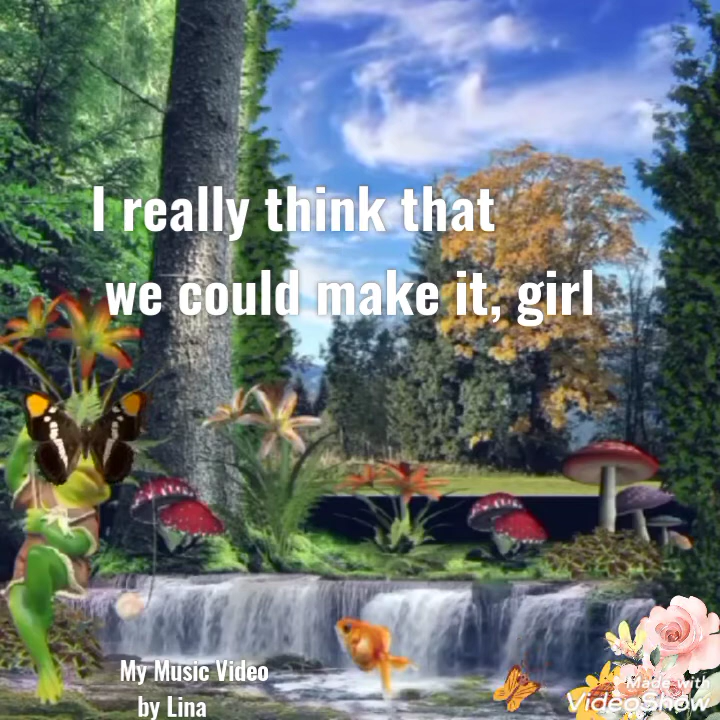 I really think that
we could make it, girl
My Music Video
by Lina
Made with
VideoShow